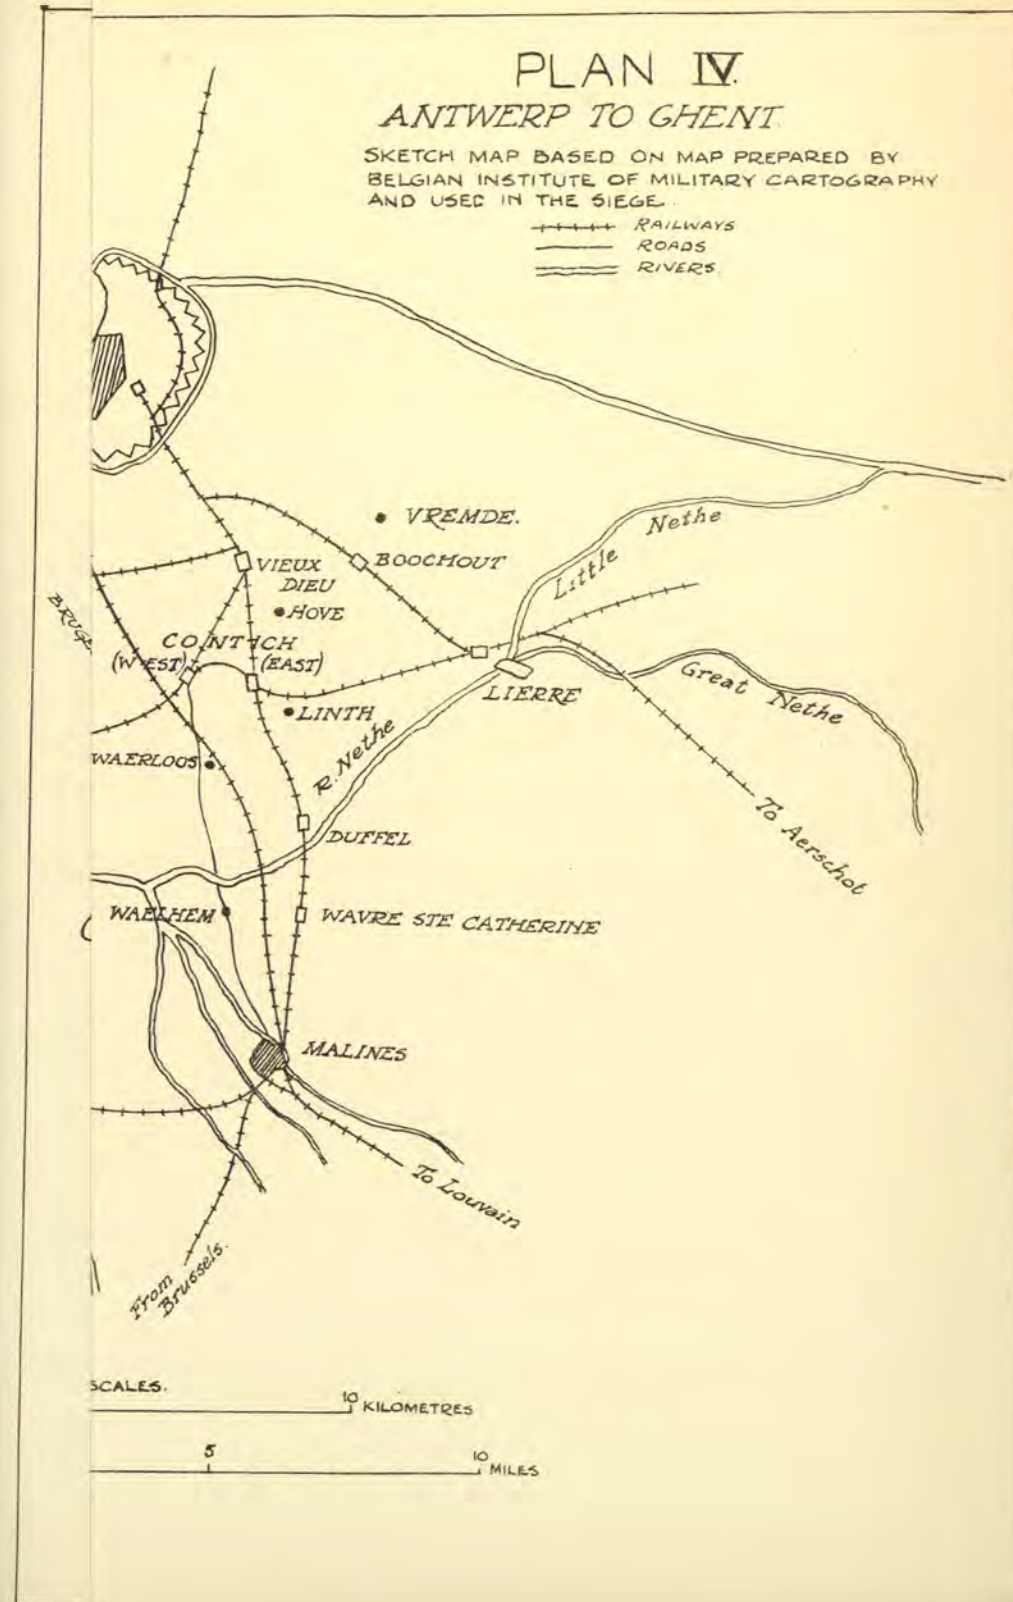 PLAN IV.
ANTWERP TO GHENT
SKETCH MAP BASED ON MAP PREPARED BY
BELGIAN INSTITUTE OF MILITARY CARTOGRAPHY
AND USED IN THE SIEGE.
RAILWAYS
ROADS
RIVERS.
VREMDE.
Little Nethe
BOOCHOUT
VIEUX
DIEU
HOVE
BRUGE
CONTICH
(WEST) (EAST)
LIERRE
Great Nethe
LINTH
R. Nethe
WAERLOOS
To Aerschot
DUFFEL
WAELHEM
WAVRE STE CATHERINE
MALINES
To Louvain
From
Brussels.
SCALES.
10 KILOMETRES
5 10 MILES